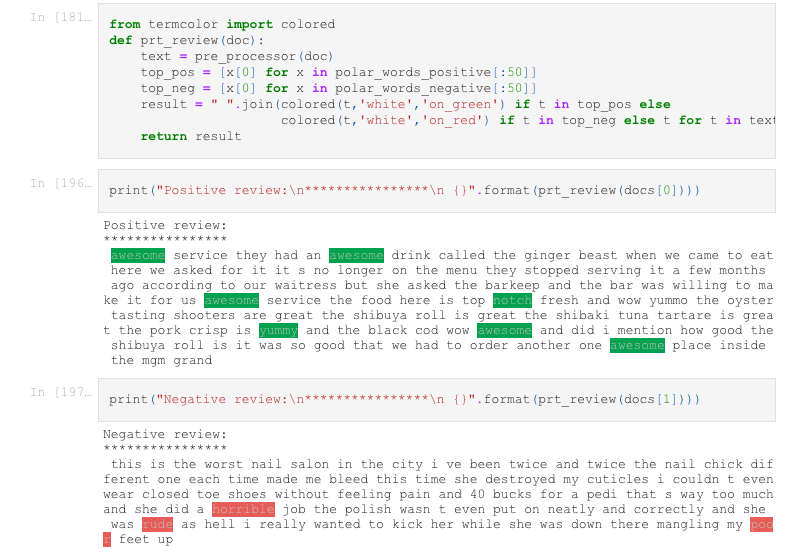 In [181…
from termcolor import colored
def prt_review(doc):
    text = pre_processor(doc)
    top_pos = [x[0] for x in polar_words_positive[:50]]
    top_neg = [x[0] for x in polar_words_negative[:50]]
    result = " ".join(colored(t,'white','on_green') if t in top_pos else
                      colored(t,'white','on_red') if t in top_neg else t for t in text
    return result
In [196…
print("Positive review:\n****************\n {}".format(prt_review(docs[0])))
Positive review:
****************
 awesome service they had an awesome drink called the ginger beast when we came to eat
 here we asked for it it s no longer on the menu they stopped serving it a few months
 ago according to our waitress but she asked the barkeep and the bar was willing to ma
ke it for us awesome service the food here is top notch fresh and wow yummo the oyster
 tasting shooters are great the shibuya roll is great the shibaki tuna tartare is grea
t the pork crisp is yummy and the black cod wow awesome and did i mention how good the
 shibuya roll is it was so good that we had to order another one awesome place inside
 the mgm grand
In [197…
print("Negative review:\n****************\n {}".format(prt_review(docs[1])))
Negative review:
****************
 this is the worst nail salon in the city i ve been twice and twice the nail chick dif
ferent one each time made me bleed this time she destroyed my cuticles i couldn t even
wear closed toe shoes without feeling pain and 40 bucks for a pedi that s way too much
and she did a horrible job the polish wasn t even put on neatly and correctly and she
 was rude as hell i really wanted to kick her while she was down there mangling my poo
r feet up